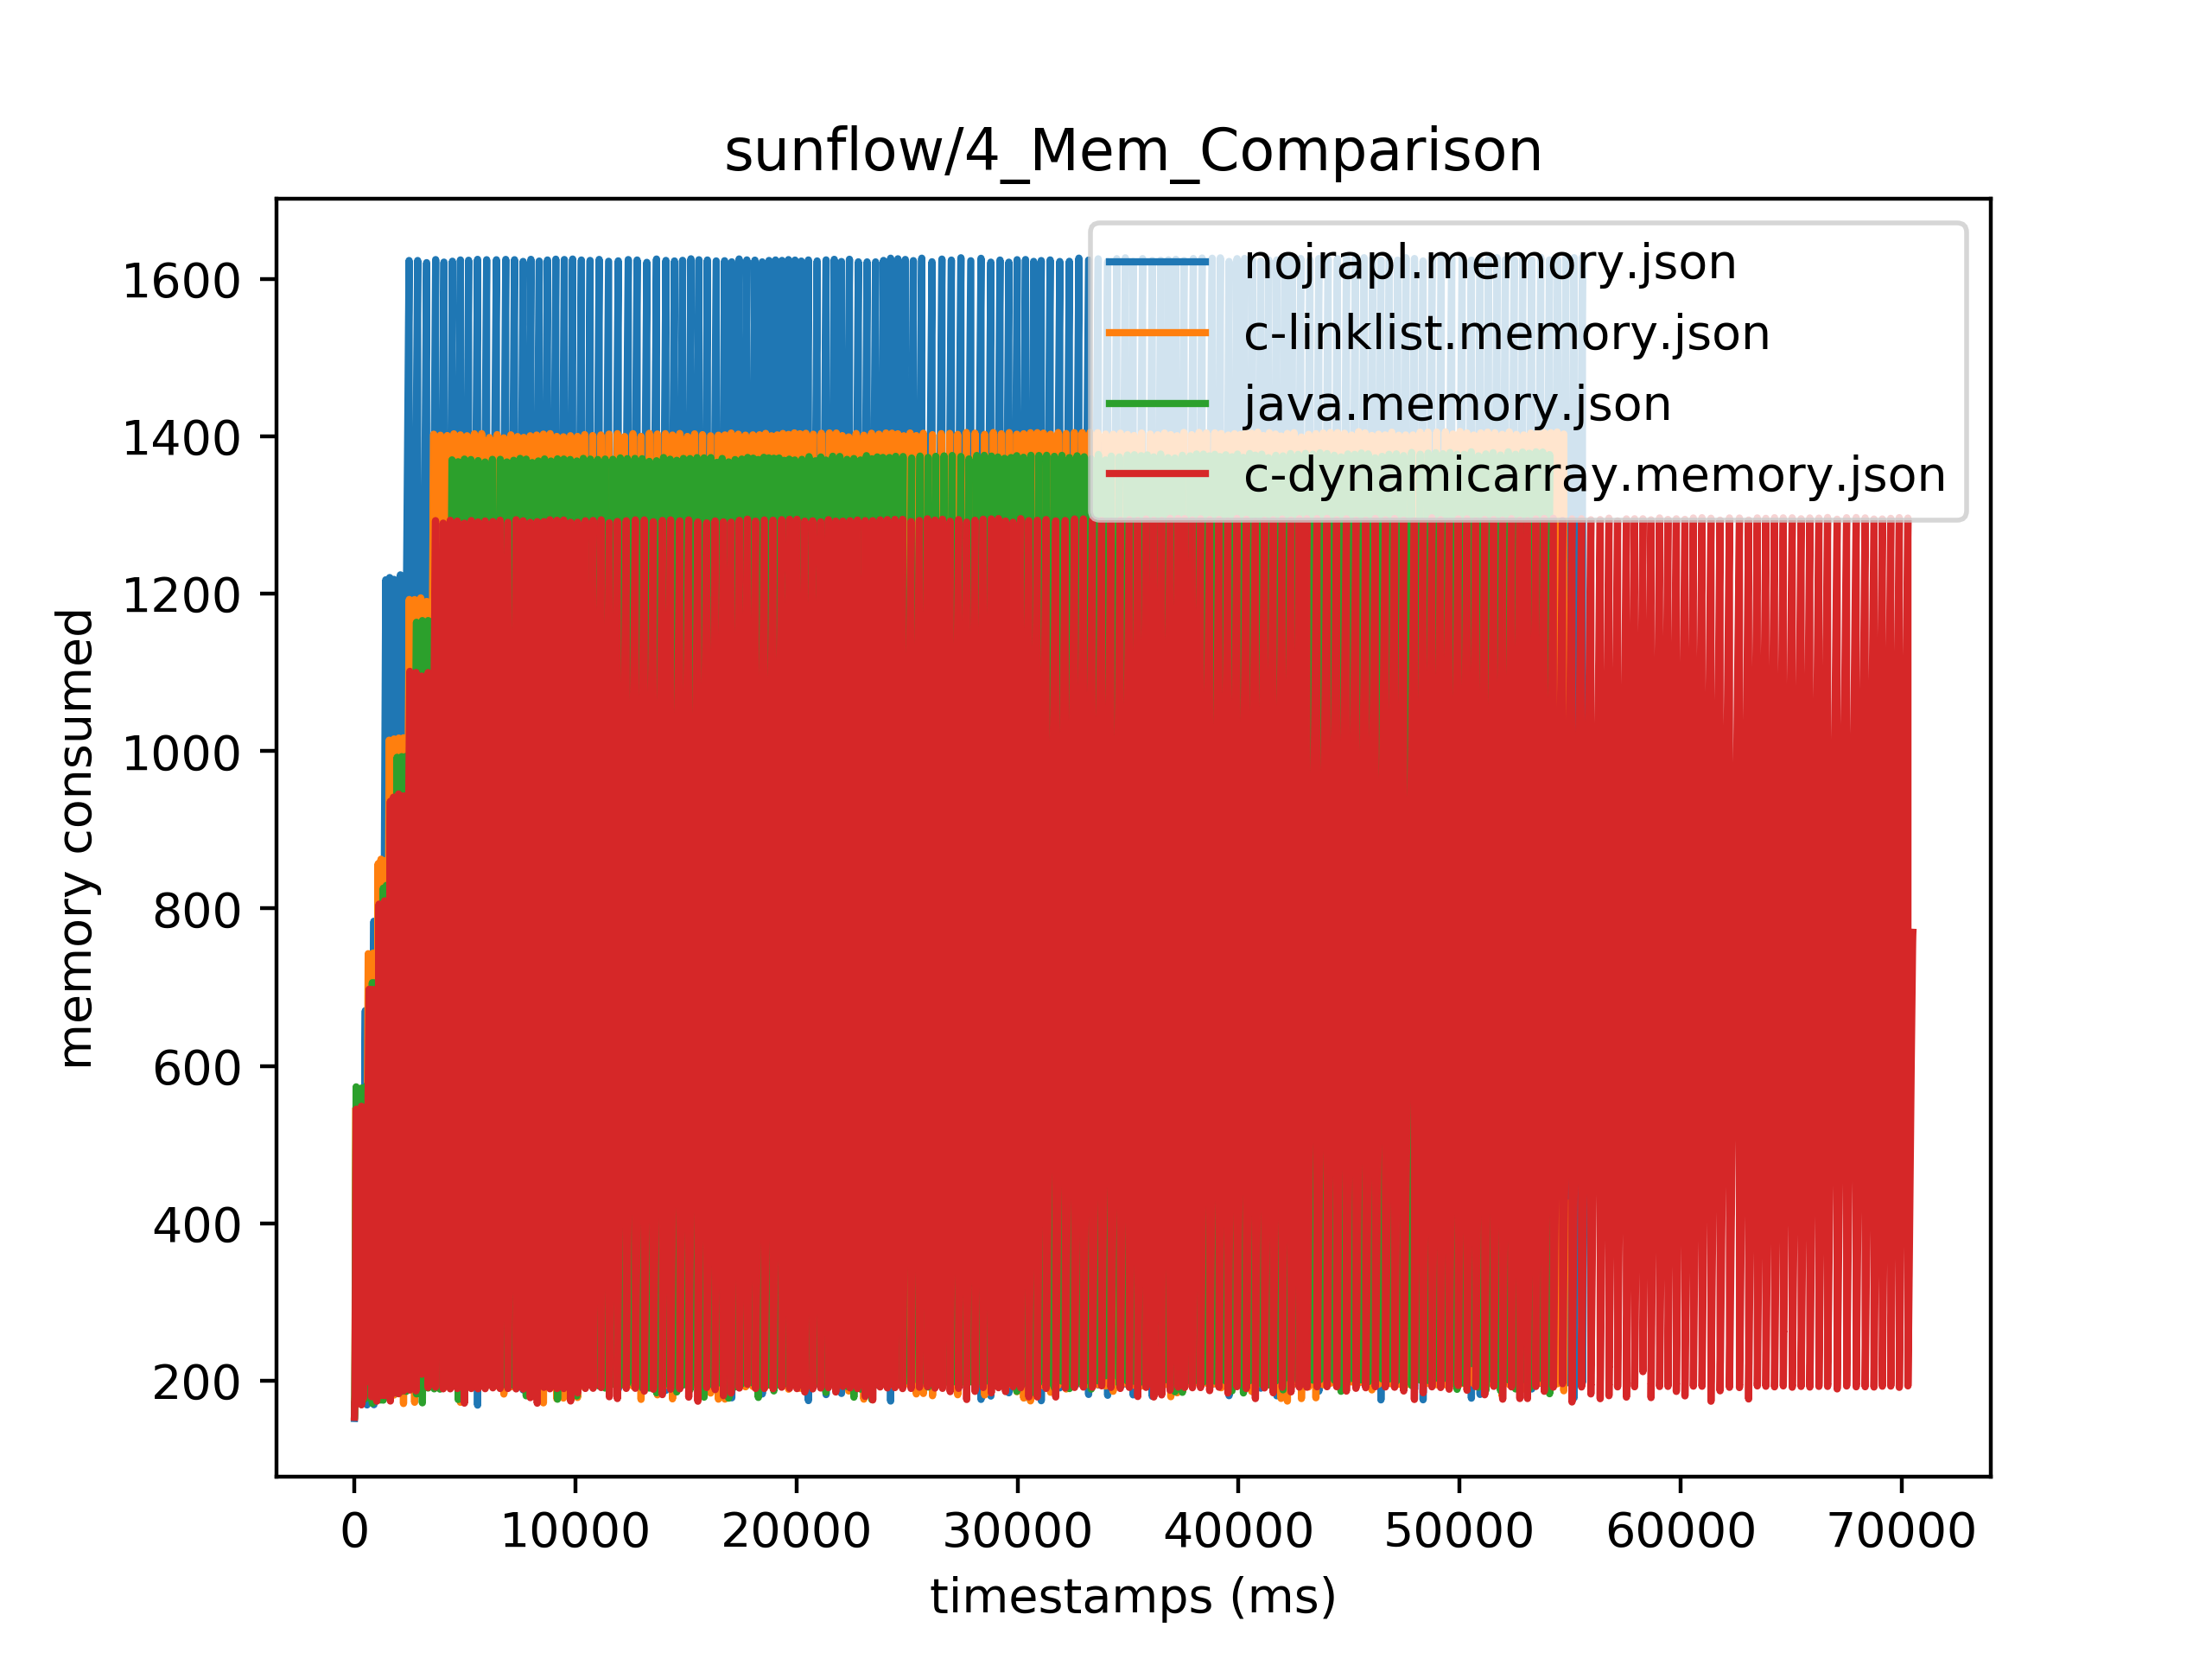 sunflow/4_Mem_Comparison
nojrapl.memory.json
c-linklist.memory.json
java.memory.json
c-dynamicarray.memory.json
memory consumed
1600
1400
1200
1000
800
600
400
200
0 10000 20000 30000 40000 50000 60000 70000
timestamps (ms)